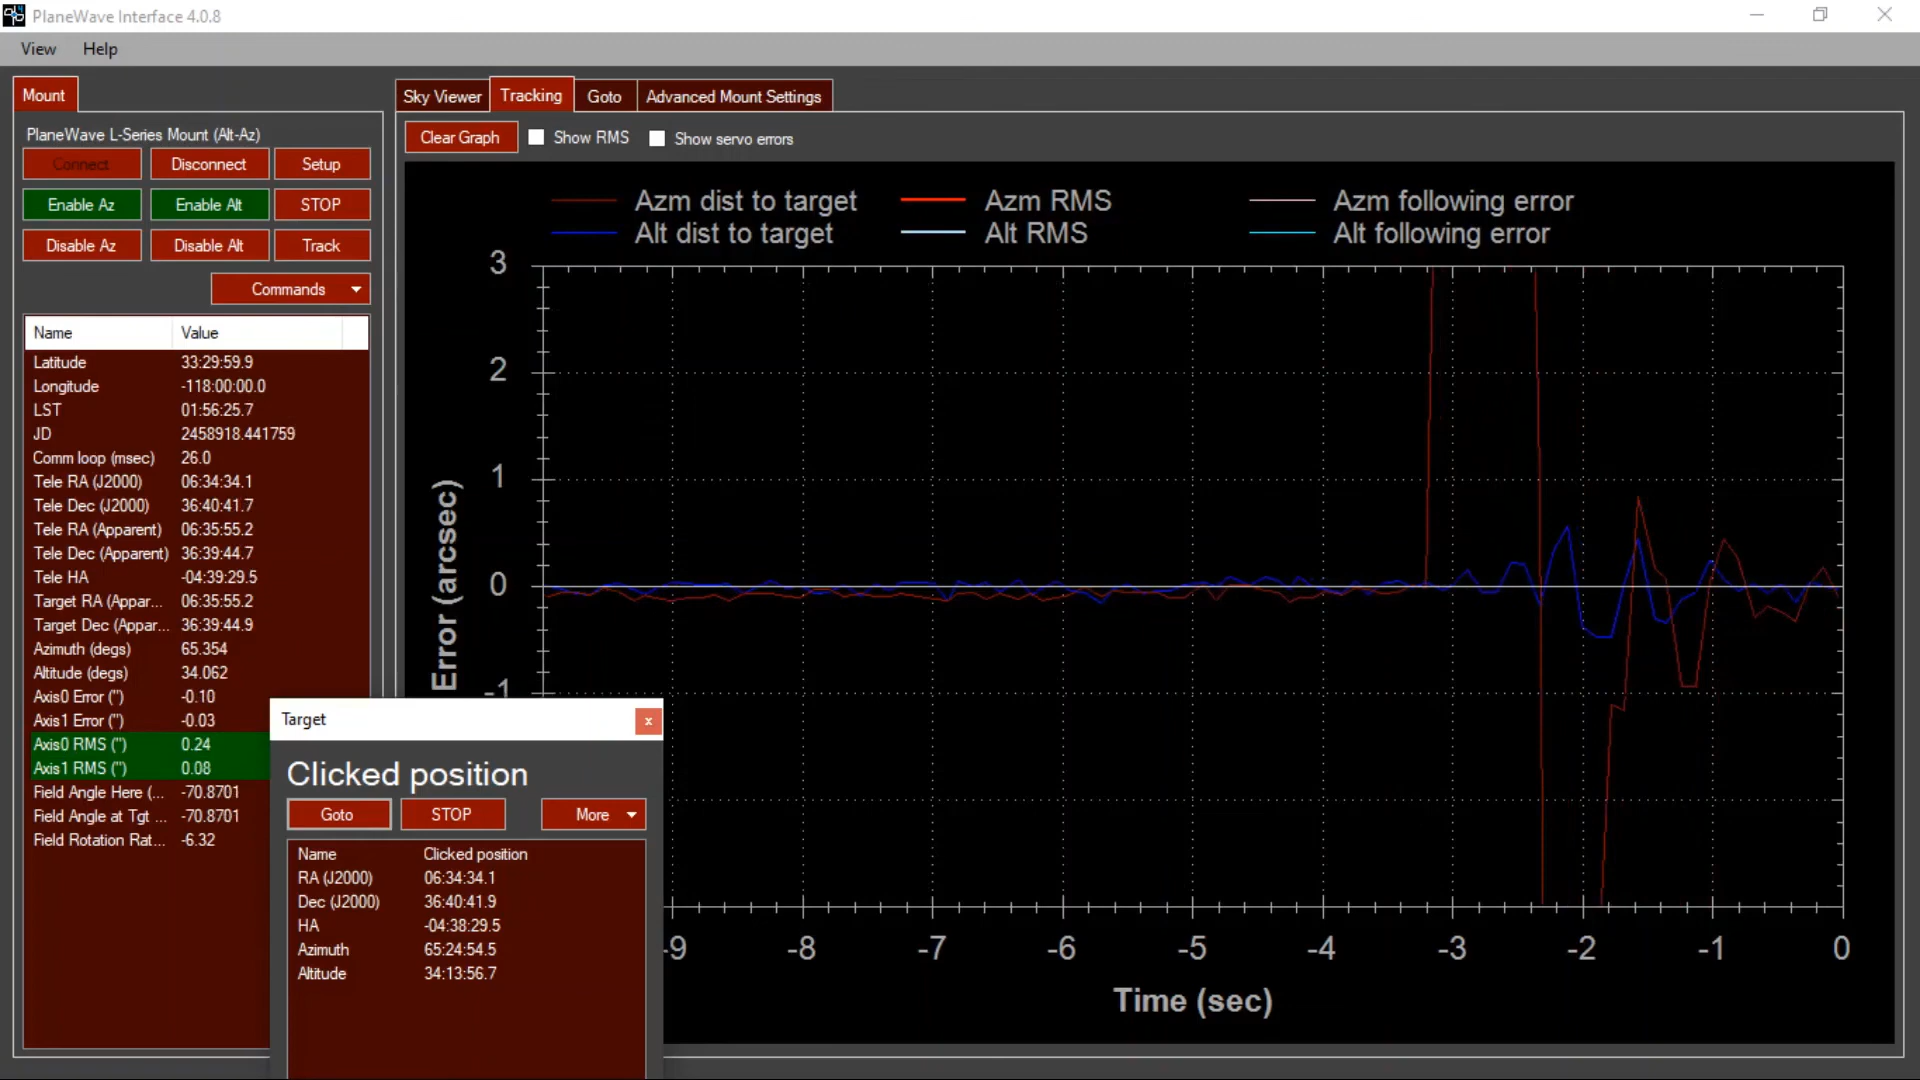 PlaneWave Interface 4.0.8
View Help
Mount
PlaneWave L-Series Mount (Alt-Az)
Connect Disconnect Setup
Enable Az Enable Alt STOP
Disable Az Disable Alt Track
Commands
Name Value
Latitude 33:29:59.9
Longitude -118:00:00.0
LST 01:56:25.7
JD 2458918.441759
Comm loop (msec) 26.0
Tele RA (J2000) 06:34:34.1
Tele Dec (J2000) 36:40:41.7
Tele RA (Apparent) 06:35:55.2
Tele Dec (Apparent) 36:39:44.7
Tele HA -04:39:29.5
Target RA (Appar... 06:35:55.2
Target Dec (Appar... 36:39:44.9
Azimuth (degs) 65.354
Altitude (degs) 34.062
Axis0 Error (") -0.10
Axis1 Error (") -0.03
Axis0 RMS (") 0.24
Axis1 RMS (") 0.08
Field Angle Here (... -70.8701
Field Angle at Tgt ... -70.8701
Field Rotation Rat... -6.32
Sky Viewer Tracking Goto Advanced Mount Settings
Clear Graph Show RMS Show servo errors
Azm dist to target Azm RMS Azm following error
Alt dist to target Alt RMS Alt following error
3
2
1
0
-1
Error (arcsec)
-9 -8 -7 -6 -5 -4 -3 -2 -1 0
Time (sec)
Target x
Clicked position
Goto STOP More
Name Clicked position
RA (J2000) 06:34:34.1
Dec (J2000) 36:40:41.9
HA -04:38:29.5
Azimuth 65:24:54.5
Altitude 34:13:56.7